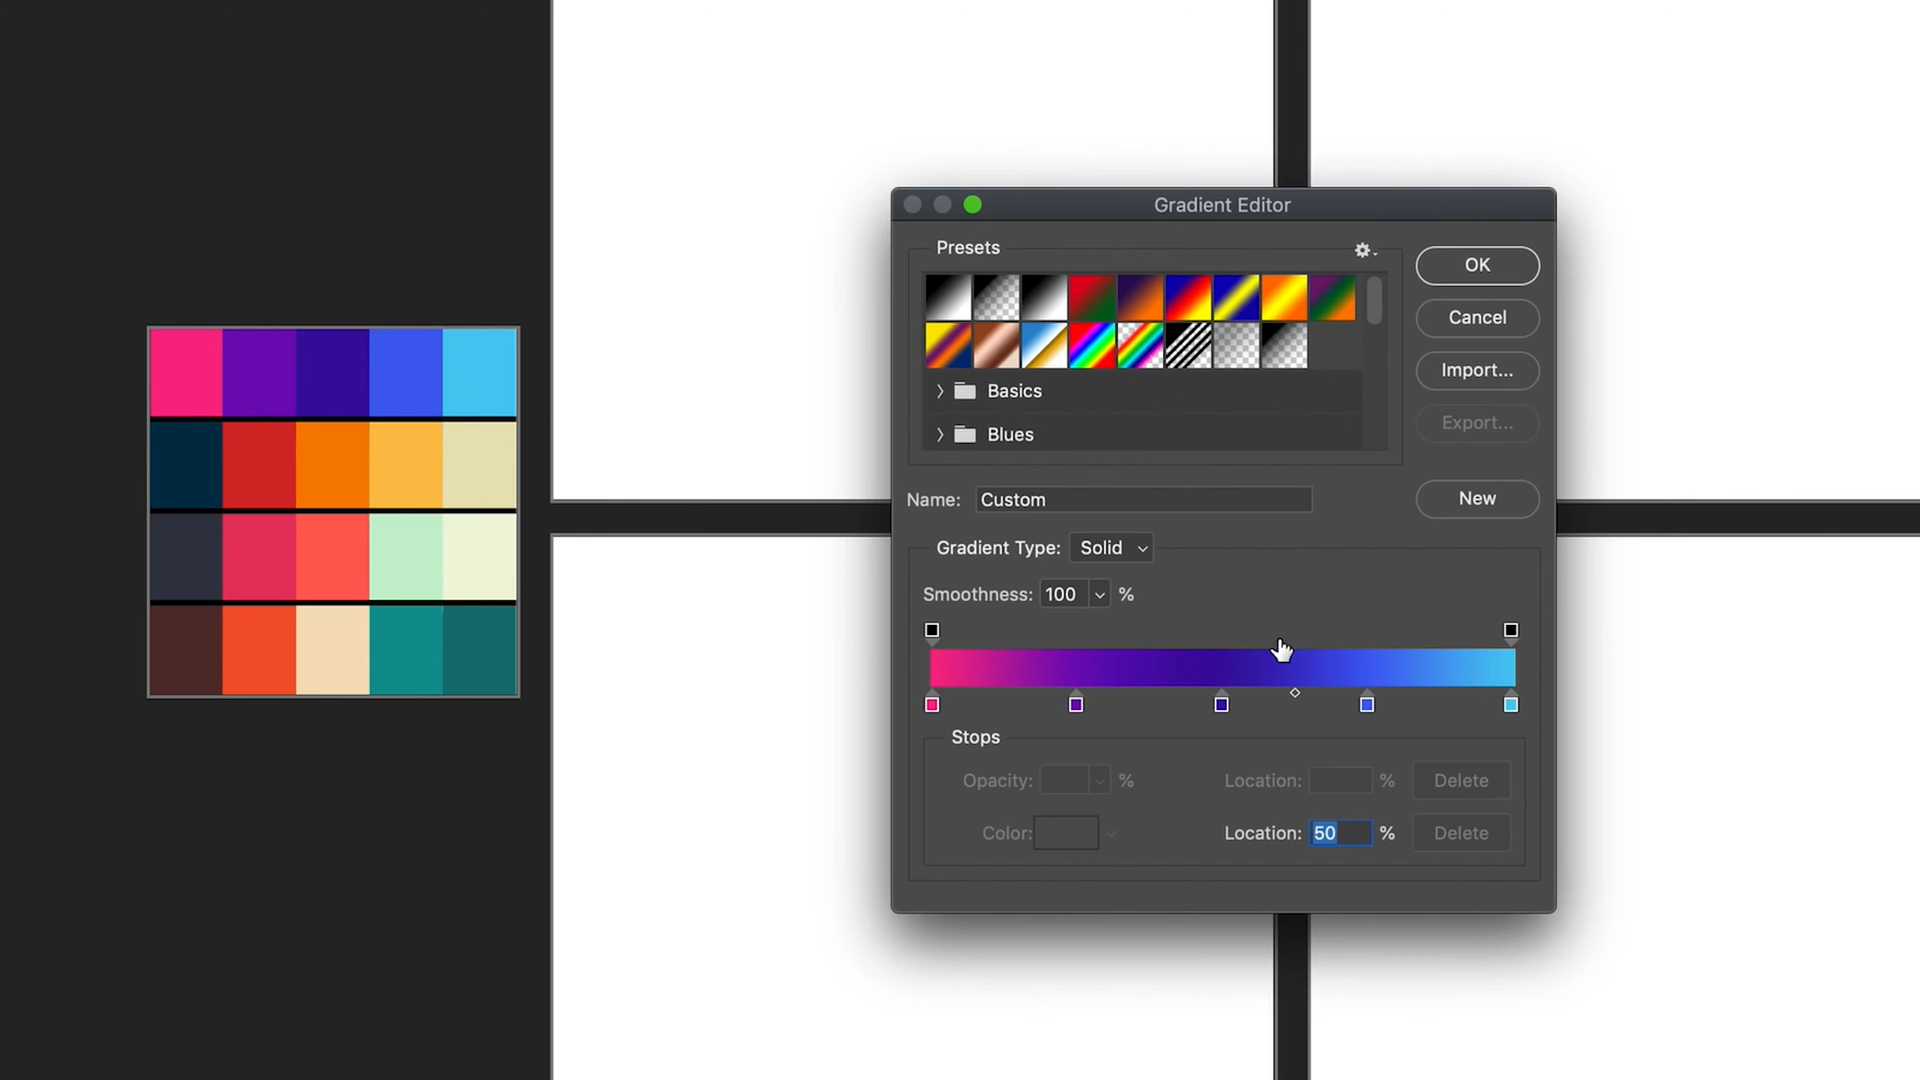 Gradient Editor
Presets
OK
Cancel
Import...
Export...
Basics
Blues
Name: Custom
New
Gradient Type: Solid
Smoothness: 100 %
Stops
Opacity: % Location: % Delete
Color: Location: 50 % Delete